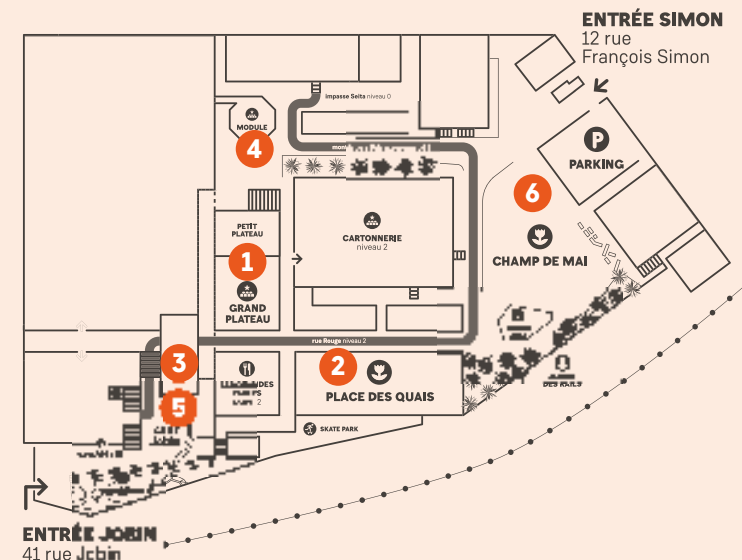 ENTRÉE SIMON
12 rue
François Simon
impasse Seita niveau 0
MODULE
4
P
PARKING
6
PETIT
PLATEAU
CARTONNERIE
niveau 2
1
CHAMP DE MAI
GRAND
PLATEAU
rue Rouge niveau 2
3
2
PLACE DES QUAIS
5
SKATE PARK
ENTRÉE JOBIN
41 rue Jobin